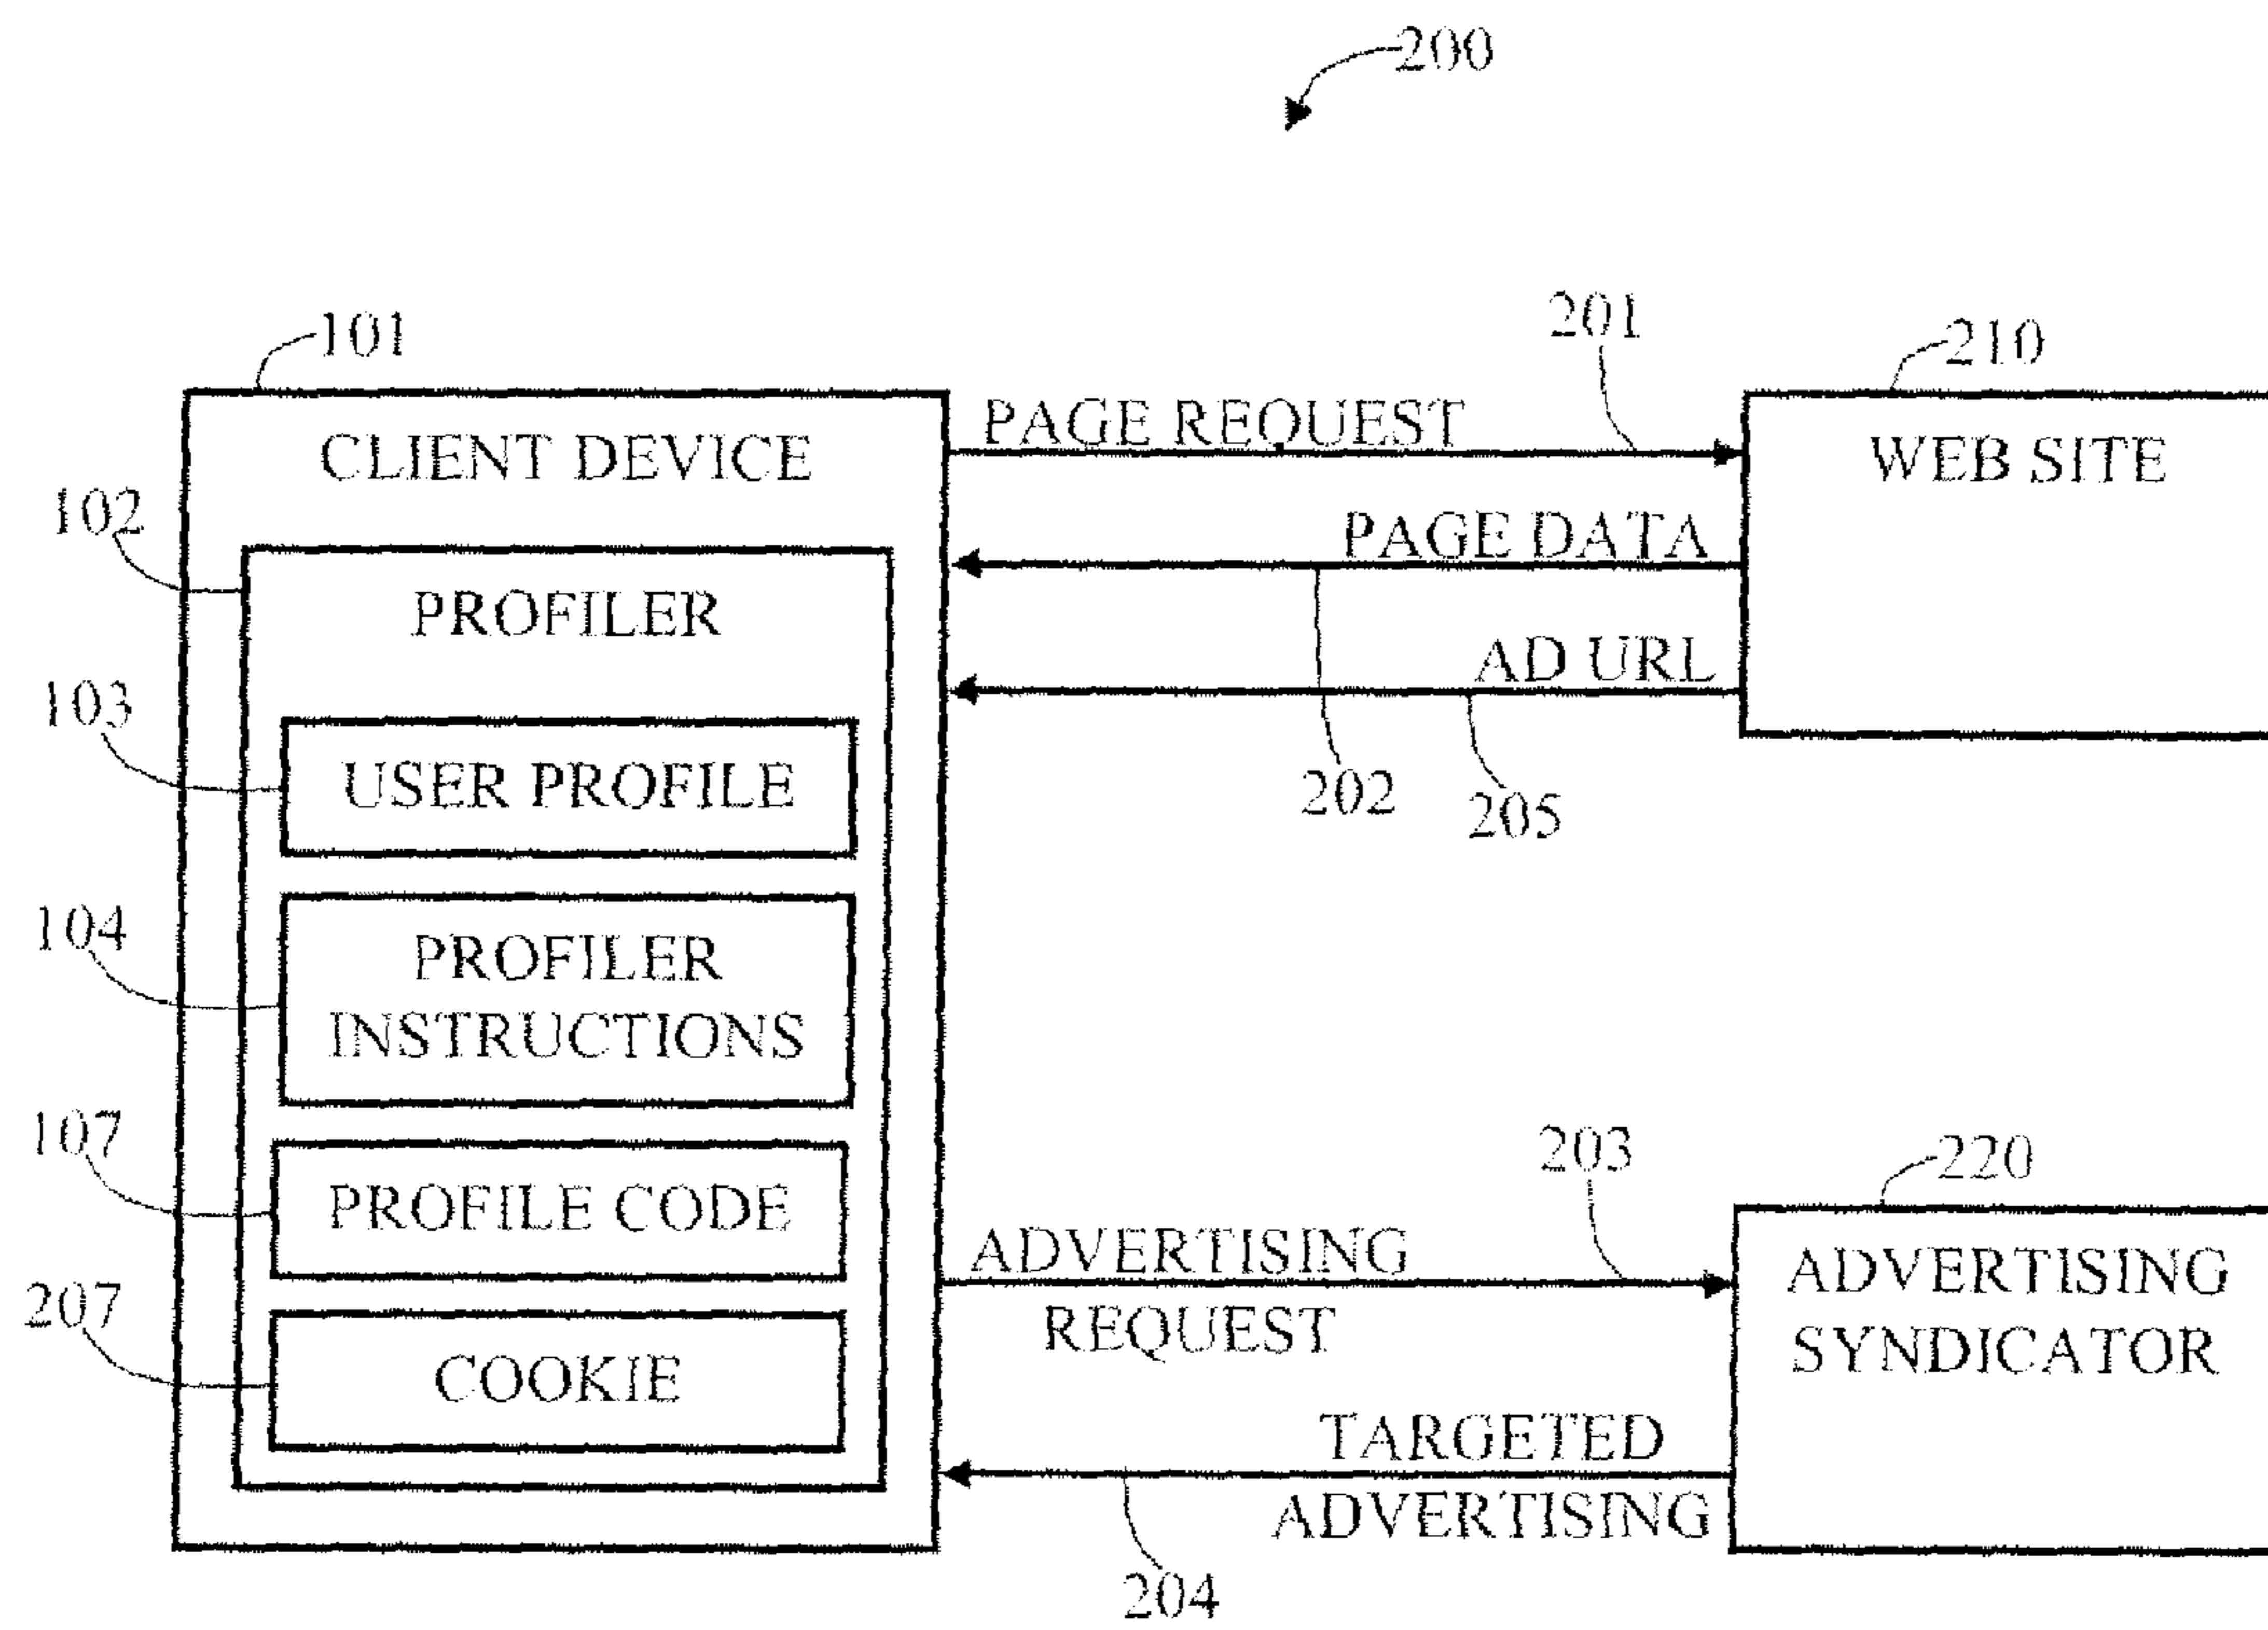 200
101
CLIENT DEVICE
102
PROFILER
103
USER PROFILE
104
PROFILER
INSTRUCTIONS
107
PROFILE CODE
207
COOKIE
PAGE REQUEST
201
PAGE DATA
AD URL
202
205
210
WEB SITE
ADVERTISING
REQUEST
203
TARGETED
ADVERTISING
204
220
ADVERTISING
SYNDICATOR